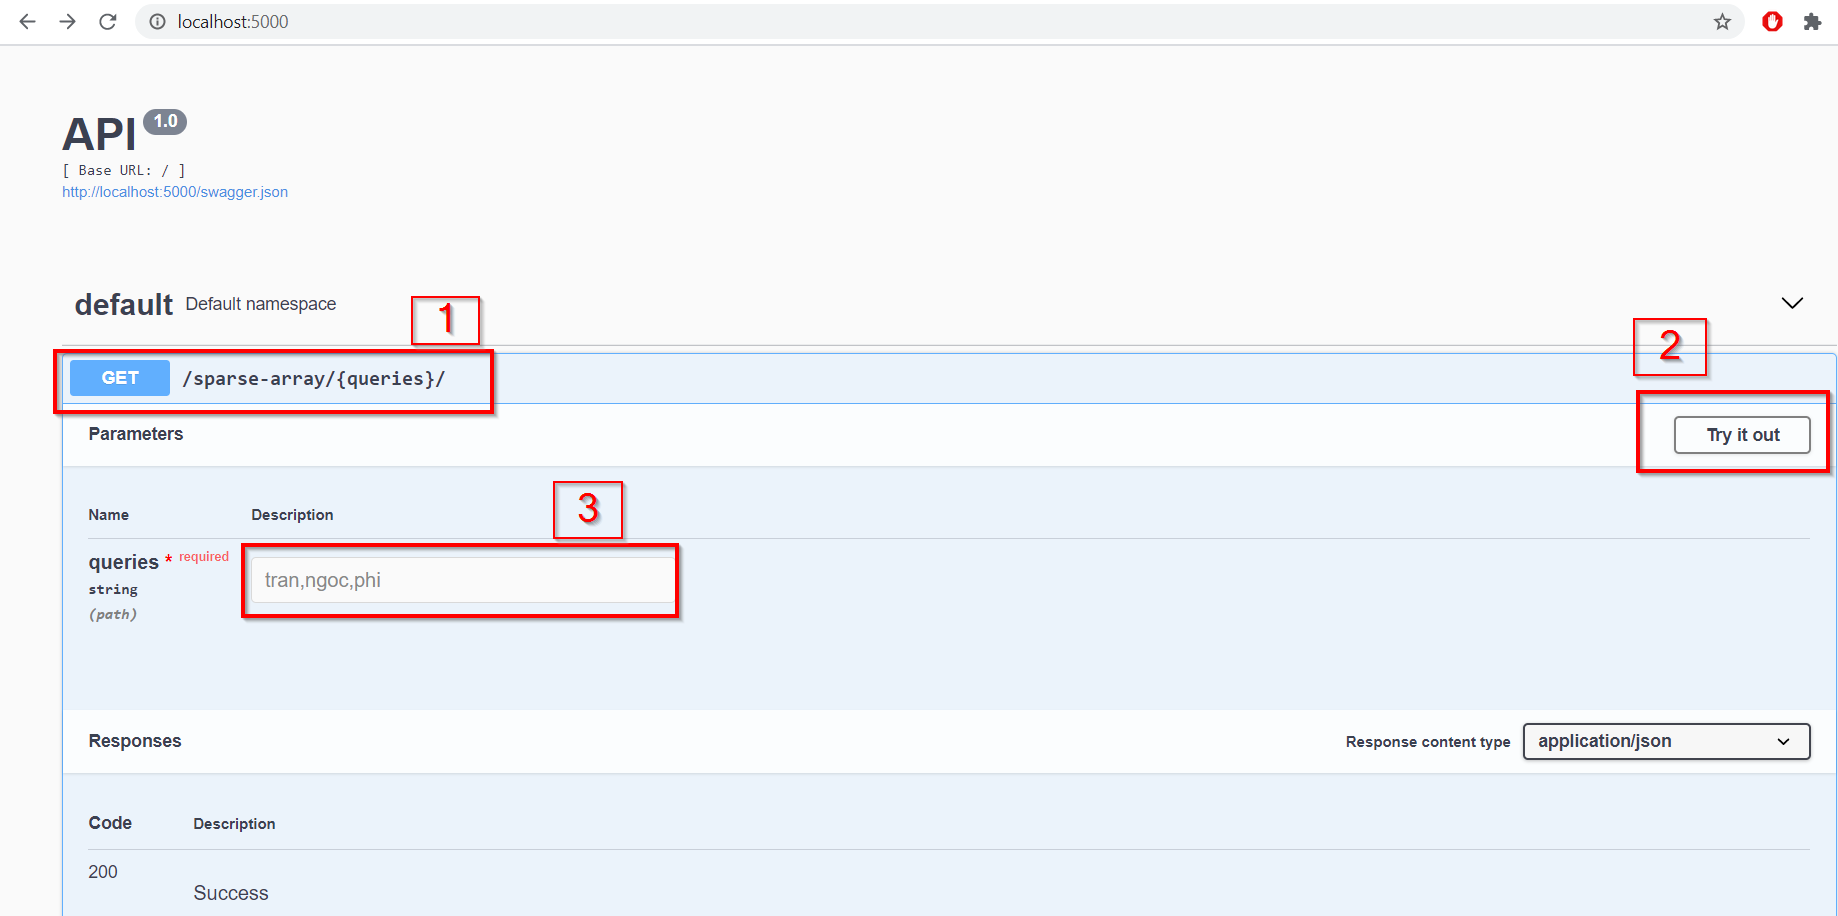 localhost:5000
API 1.0
[ Base URL: / ]
http://localhost:5000/swagger.json
default Default namespace
1
2
GET /sparse-array/{queries}/
Parameters
Try it out
3
Name Description
queries * required
tran,ngoc,phi
string
(path)
Responses
Response content type application/json
Code Description
200
Success